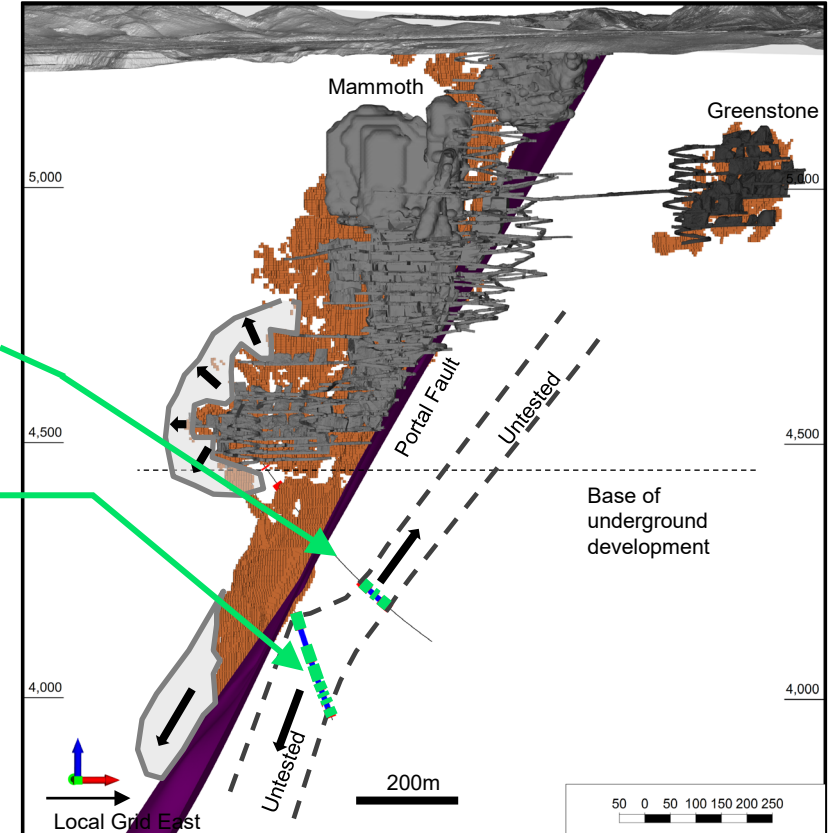 Mammoth
Greenstone
5,000
5,000
Portal Fault
Untested
4,500
4,500
Base of
underground
development
4,000
4,000
Untested
200m
50 0 50 100 150 200 250
Local Grid East